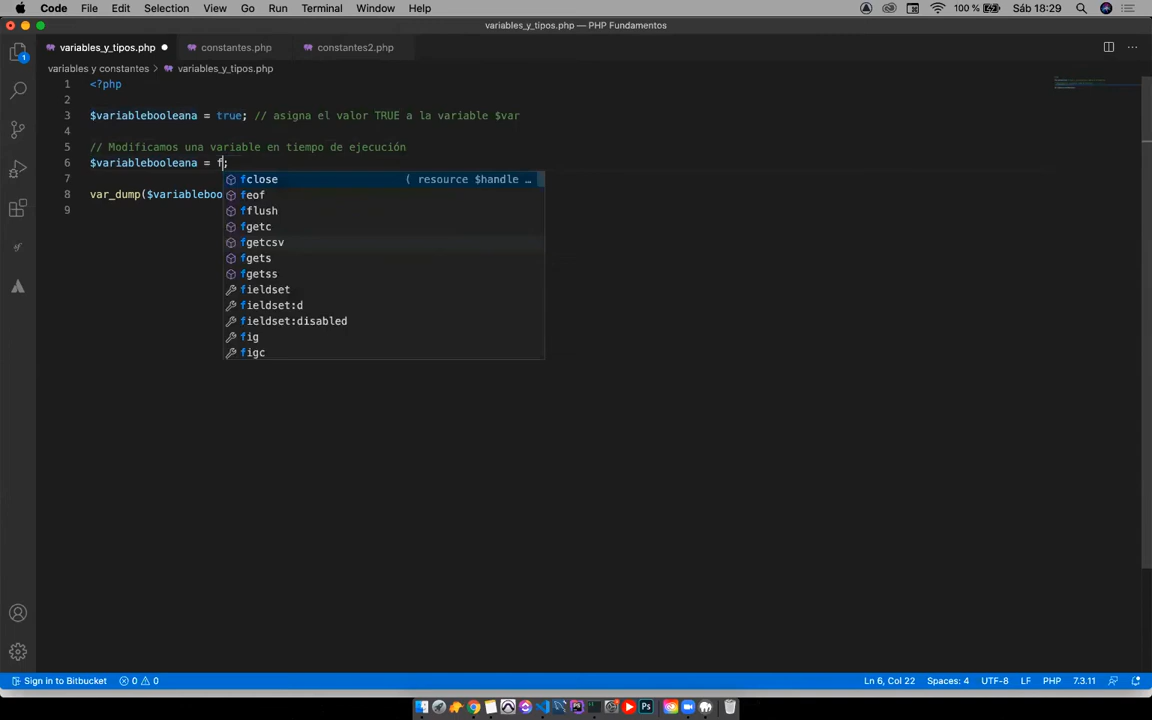 Code File Edit Selection View Go Run Terminal Window Help 100 % Sáb 18:29
variables_y_tipos.php — PHP Fundamentos
variables_y_tipos.php constantes.php constantes2.php
variables y constantes > variables_y_tipos.php
1 <?php
2
3 $variablebooleana = true; // asigna el valor TRUE a la variable $var
4
5 // Modificamos una variable en tiempo de ejecución
6 $variablebooleana = f;
7
8 var_dump($variableboo
9
fclose ( resource $handle …
feof
fflush
fgetc
fgetcsv
fgets
fgetss
fieldset
fieldset:d
fieldset:disabled
fig
figc
1
Sign in to Bitbucket 0 0 Ln 6, Col 22 Spaces: 4 UTF-8 LF PHP 7.3.11
Ps